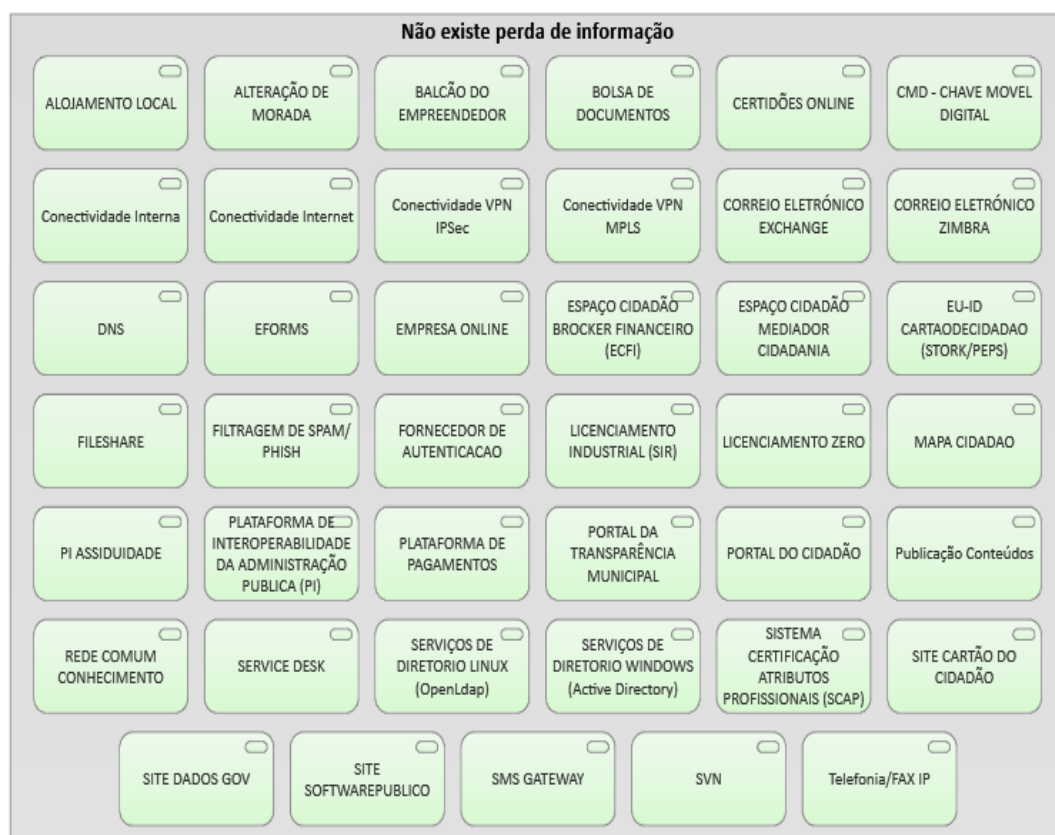 Não existe perda de informação
ALOJAMENTO LOCAL
ALTERAÇÃO DE
MORADA
BALCÃO DO
EMPREENDEDOR
BOLSA DE
DOCUMENTOS
CERTIDÕES ONLINE
CMD - CHAVE MOVEL
DIGITAL
Conectividade Interna
Conectividade Internet
Conectividade VPN
IPSec
Conectividade VPN
MPLS
CORREIO ELETRÓNICO
EXCHANGE
CORREIO ELETRÓNICO
ZIMBRA
DNS
EFORMS
EMPRESA ONLINE
ESPAÇO CIDADÃO
BROCKER FINANCEIRO
(ECFI)
ESPAÇO CIDADÃO
MEDIADOR
CIDADANIA
EU-ID
CARTAODECIDADAO
(STORK/PEPS)
FILESHARE
FILTRAGEM DE SPAM/
PHISH
FORNECEDOR DE
AUTENTICACAO
LICENCIAMENTO
INDUSTRIAL (SIR)
LICENCIAMENTO ZERO
MAPA CIDADAO
PI ASSIDUIDADE
PLATAFORMA DE
INTEROPERABILIDADE
DA ADMINISTRAÇÃO
PUBLICA (PI)
PLATAFORMA DE
PAGAMENTOS
PORTAL DA
TRANSPARÊNCIA
MUNICIPAL
PORTAL DO CIDADÃO
Publicação Conteúdos
REDE COMUM
CONHECIMENTO
SERVICE DESK
SERVIÇOS DE
DIRETORIO LINUX
(OpenLdap)
SERVIÇOS DE
DIRETORIO WINDOWS
(Active Directory)
SISTEMA
CERTIFICAÇÃO
ATRIBUTOS
PROFISSIONAIS (SCAP)
SITE CARTÃO DO
CIDADÃO
SITE DADOS GOV
SITE
SOFTWAREPUBLICO
SMS GATEWAY
SVN
Telefonia/FAX IP